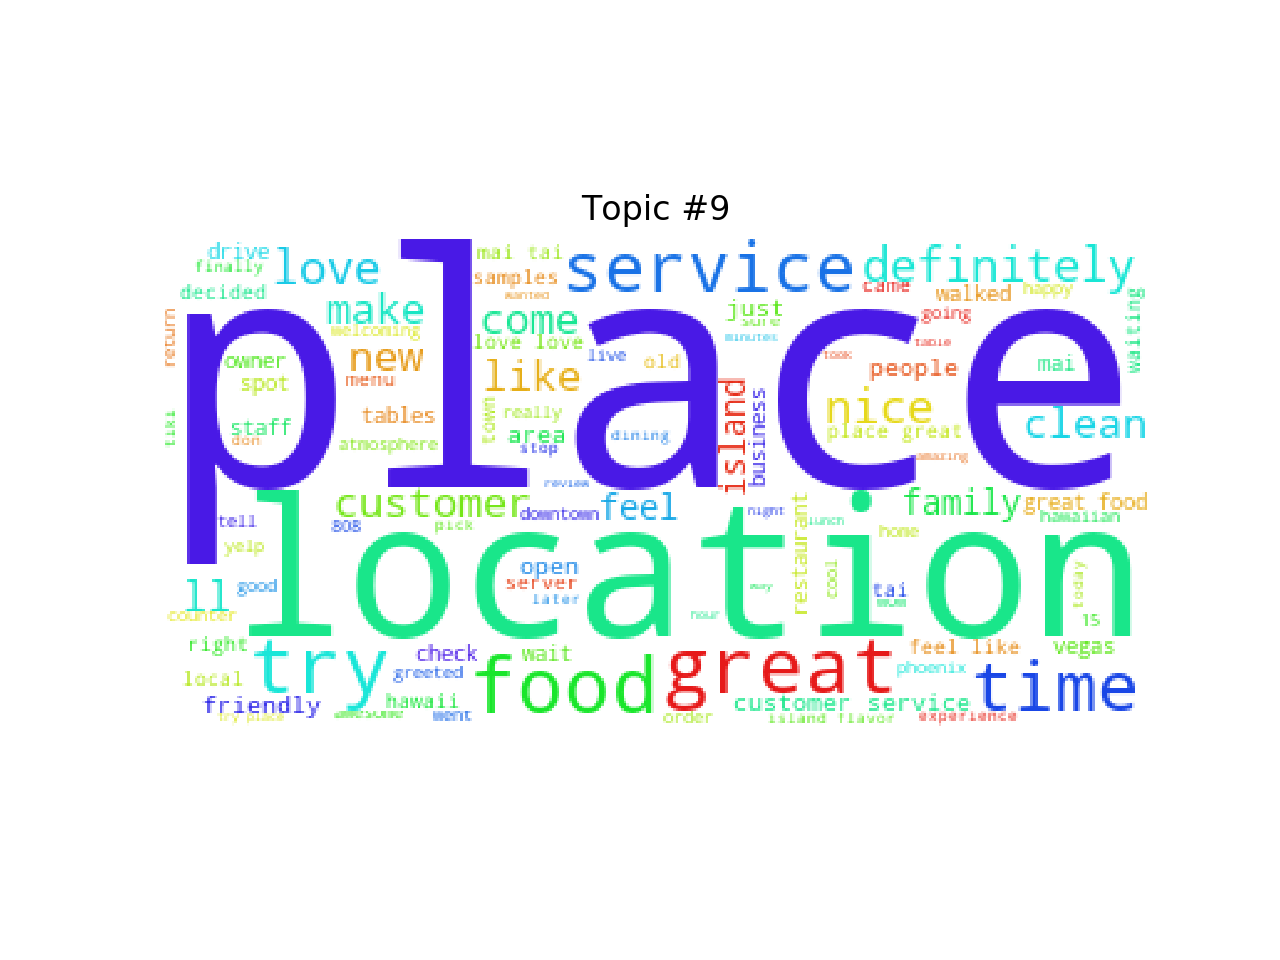 Topic #9
drive
finally
love
mai tai
service
definitely
decided
samples
wanted
came
walked
happy
make
welcoming
come
just
sure
going
waiting
return
owner
new
love love
live
old
minutes
took
table
people
mai
spot
menu
like
island
business
nice
place
tiki
staff
don
tables
atmosphere
town
really
area
stop
dining
place great
clean
amazing
review
customer
downtown
feel
night
lunch
family
great food
hawaiian
tell
808
pick
restaurant
home
yelp
location
ll
good
open
server
later
hour
cool
tai
today
15
counter
right
try
check
wait
food
great
feel like
vegas
local
greeted
phoenix
time
friendly
hawaii
customer service
try place
awesome
went
order
island flavor
experience